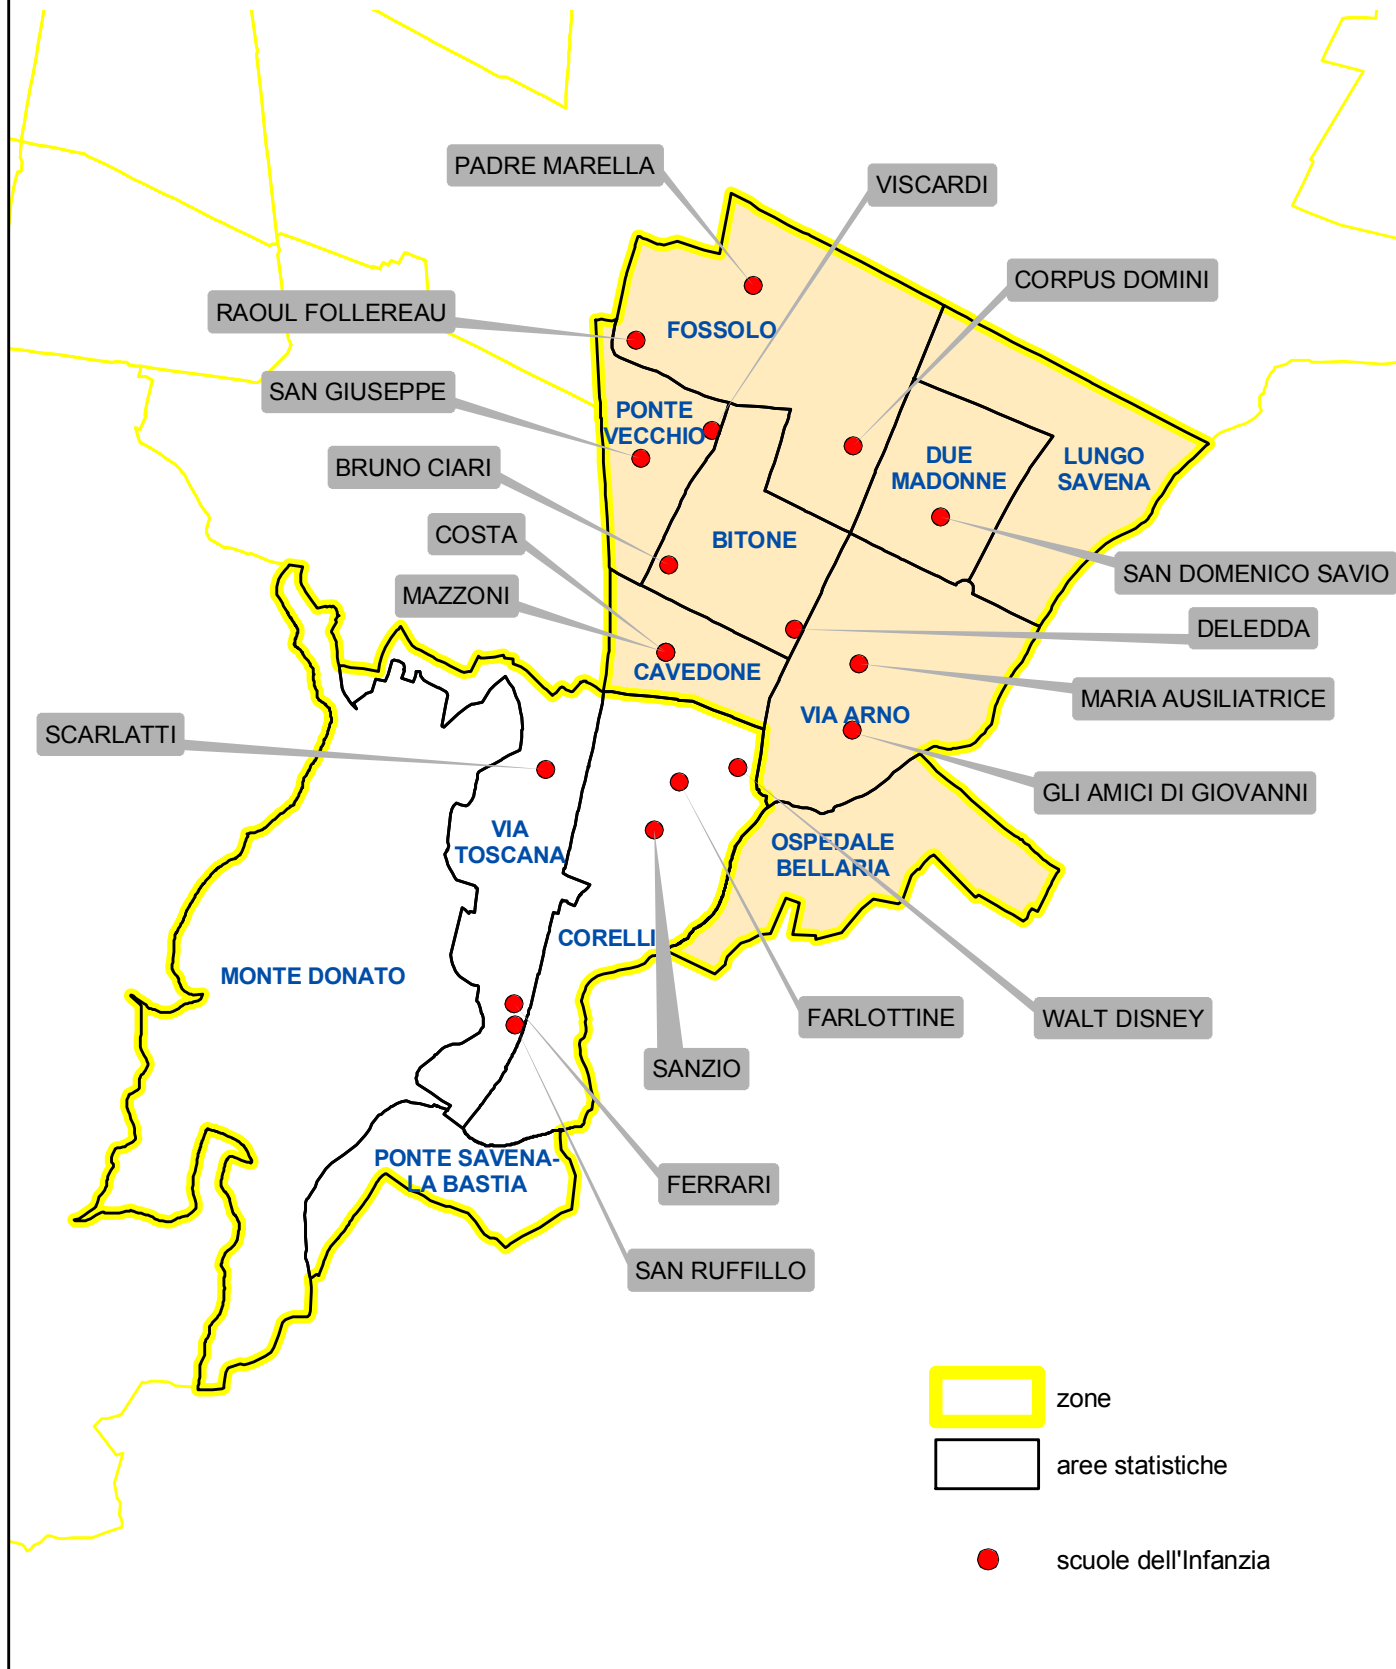 PADRE MARELLA
VISCARDI
CORPUS DOMINI
RAOUL FOLLEREAU
FOSSOLO
SAN GIUSEPPE
PONTE
VECCHIO
BRUNO CIARI
DUE
MADONNE
LUNGO
SAVENA
COSTA
BITONE
SAN DOMENICO SAVIO
MAZZONI
DELEDDA
CAVEDONE
MARIA AUSILIATRICE
VIA ARNO
SCARLATTI
GLI AMICI DI GIOVANNI
VIA
TOSCANA
OSPEDALE
BELLARIA
CORELLI
MONTE DONATO
FARLOTTINE
WALT DISNEY
SANZIO
PONTE SAVENA-
LA BASTIA
FERRARI
SAN RUFFILLO
zone
aree statistiche
scuole dell'Infanzia